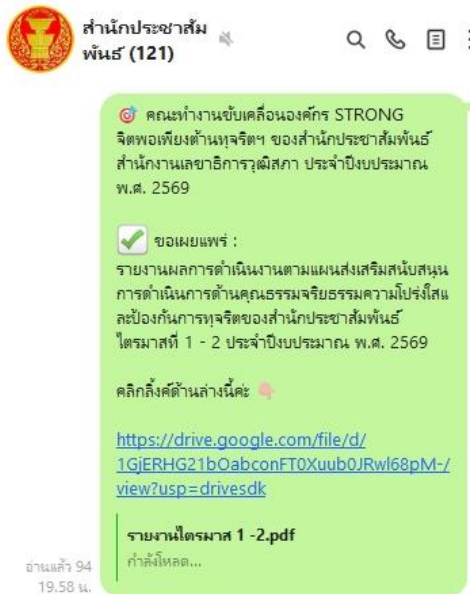 สำนักประชาสัม
พันธ์ (121)
🎯 คณะทำงานขับเคลื่อนองค์กร STRONG
จิตพอเพียงต้านทุจริตฯ ของสำนักประชาสัมพันธ์
สำนักงานเลขาธิการวุฒิสภา ประจำปีงบประมาณ
พ.ศ. 2569
✅ ขอเผยแพร่ :
รายงานผลการดำเนินงานตามแผนส่งเสริมสนับสนุน
การดำเนินการด้านคุณธรรมจริยธรรมความโปร่งใสแ
ละป้องกันการทุจริตของสำนักประชาสัมพันธ์
ไตรมาสที่ 1 - 2 ประจำปีงบประมาณ พ.ศ. 2569
คลิกลิ้งค์ด้านล่างนี้ค่ะ 👇🏻
https://drive.google.com/file/d/
1GjERHG21bOabconFT0Xuub0JRwl68pM-/
view?usp=drivesdk
รายงานไตรมาส 1 -2.pdf
กำลังโหลด...
อ่านแล้ว 94
19.58 น.